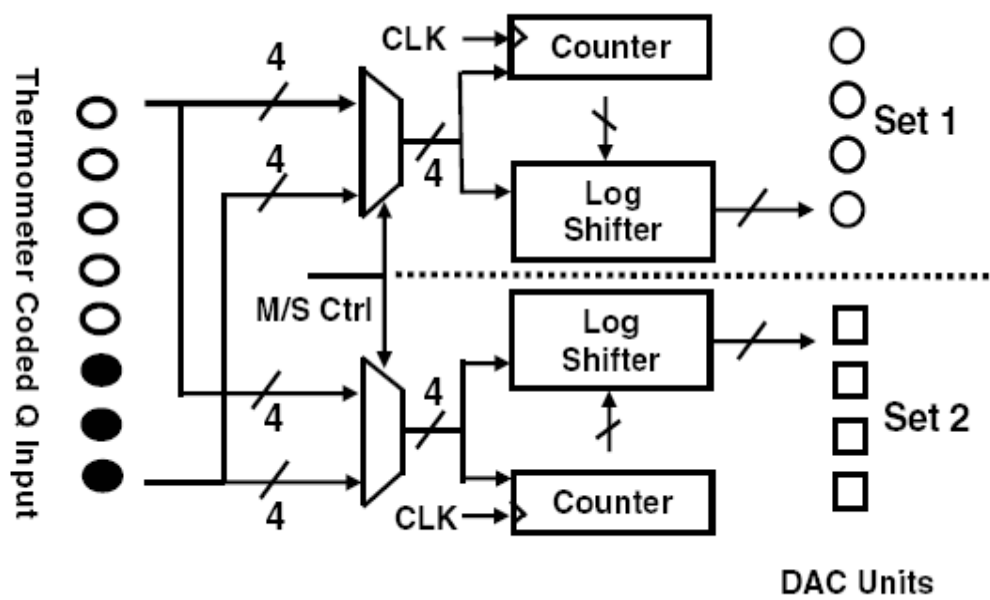 Thermometer Coded Q Input
4
4
4
M/S Ctrl
CLK
Counter
Log
Shifter
Set 1
4
4
4
CLK
Log
Shifter
Counter
Set 2
DAC Units